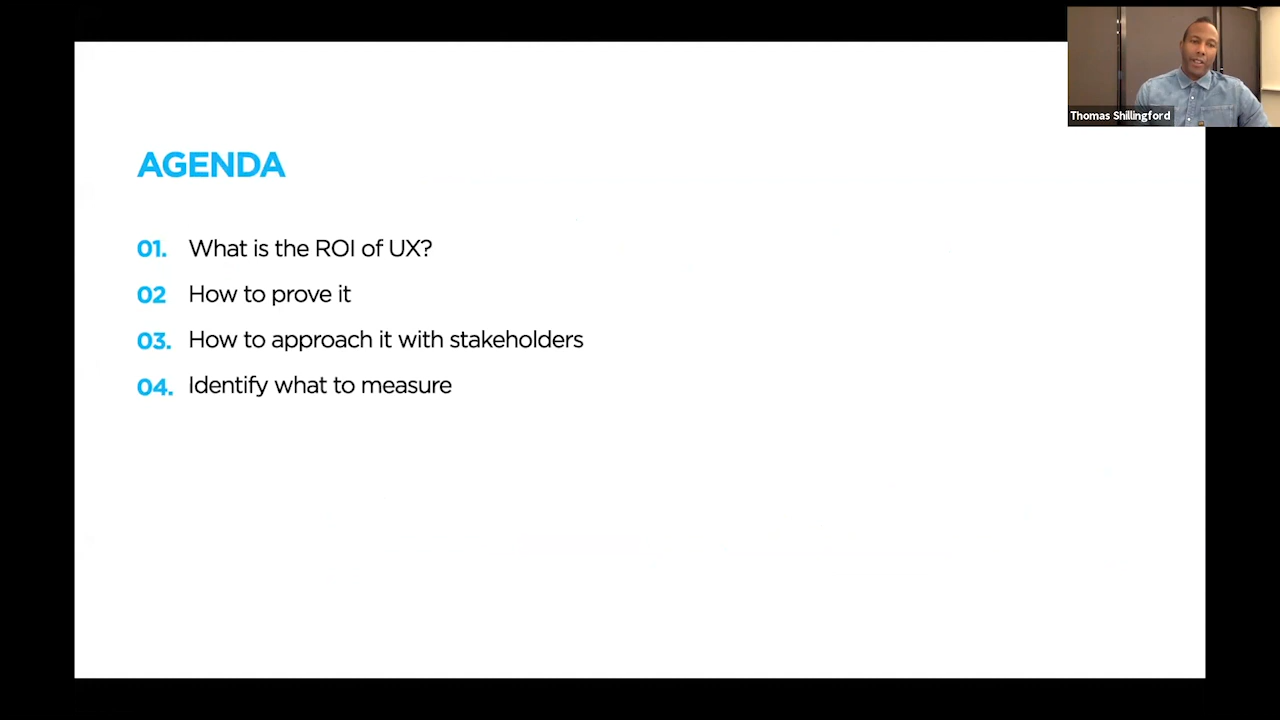 Thomas Shillingford
AGENDA
01. What is the ROI of UX?
02 How to prove it
03. How to approach it with stakeholders
04. Identify what to measure